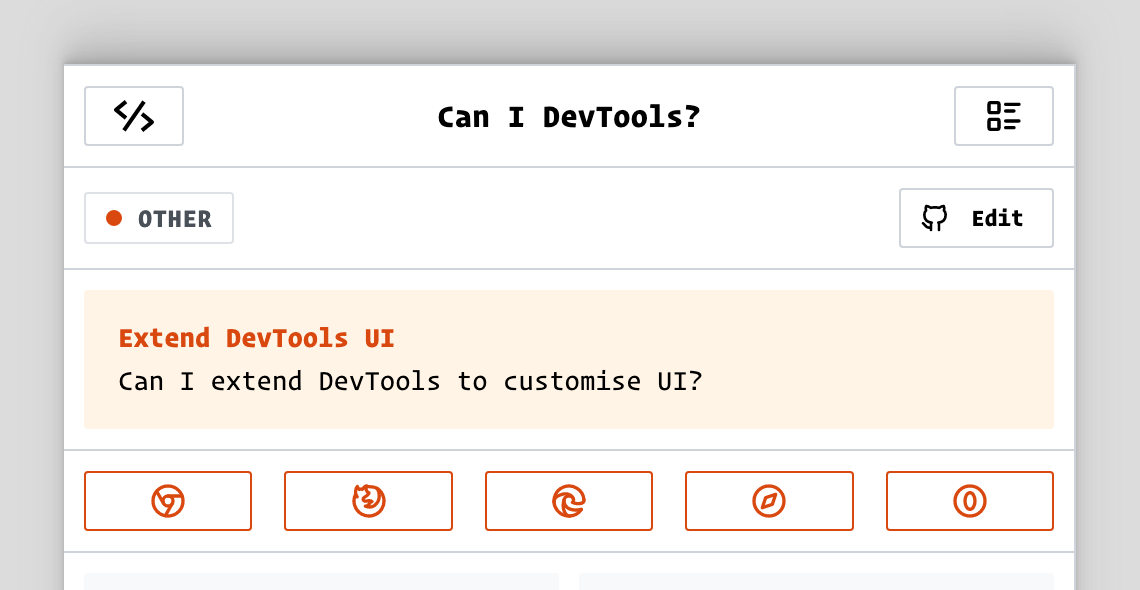 Can I DevTools?
OTHER
Edit
Extend DevTools UI
Can I extend DevTools to customise UI?